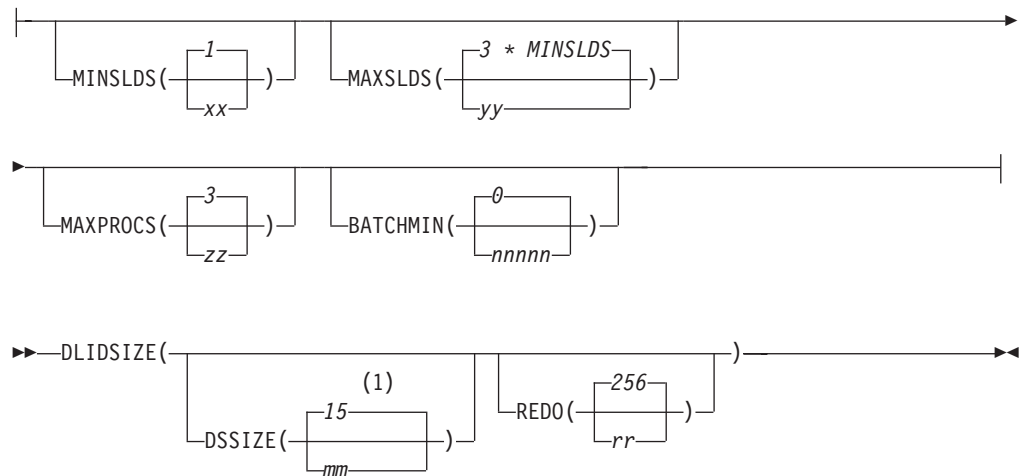 1 3 * MINSLDS
MINSLDS( ) MAXSLDS( )
xx yy
3 0
MAXPROCS( ) BATCHMIN( )
zz nnnnn
DLIDSIZE( )
(1) 256
15 REDO( )
DSSIZE( ) rr
mm